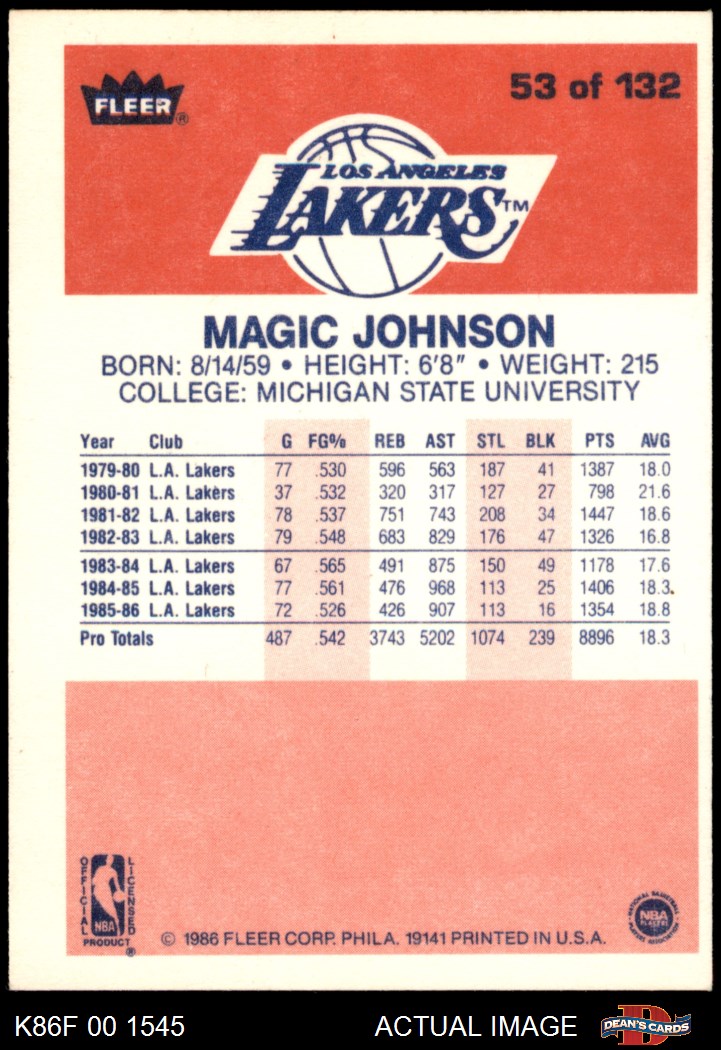 FLEER®
53 of 132
LOS ANGELES
LAKERS™
MAGIC JOHNSON
BORN: 8/14/59 • HEIGHT: 6'8" • WEIGHT: 215
COLLEGE: MICHIGAN STATE UNIVERSITY
Year Club G FG% REB AST STL BLK PTS AVG
1979-80 L.A. Lakers 77 .530 596 563 187 41 1387 18.0
1980-81 L.A. Lakers 37 .532 320 317 127 27 798 21.6
1981-82 L.A. Lakers 78 .537 751 743 208 34 1447 18.6
1982-83 L.A. Lakers 79 .548 683 829 176 47 1326 16.8
1983-84 L.A. Lakers 67 .565 491 875 150 49 1178 17.6
1984-85 L.A. Lakers 77 .561 476 968 113 25 1406 18.3
1985-86 L.A. Lakers 72 .526 426 907 113 16 1354 18.8
Pro Totals 487 .542 3743 5202 1074 239 8896 18.3
OFFICIAL
NBA
LICENSED
PRODUCT ®
© 1986 FLEER CORP. PHILA. 19141 PRINTED IN U.S.A.
NATIONAL BASKETBALL
NBA
PLAYERS
PLAYERS ASSOCIATION
K86F 00 1545
ACTUAL IMAGE
D
DEAN'S CARDS